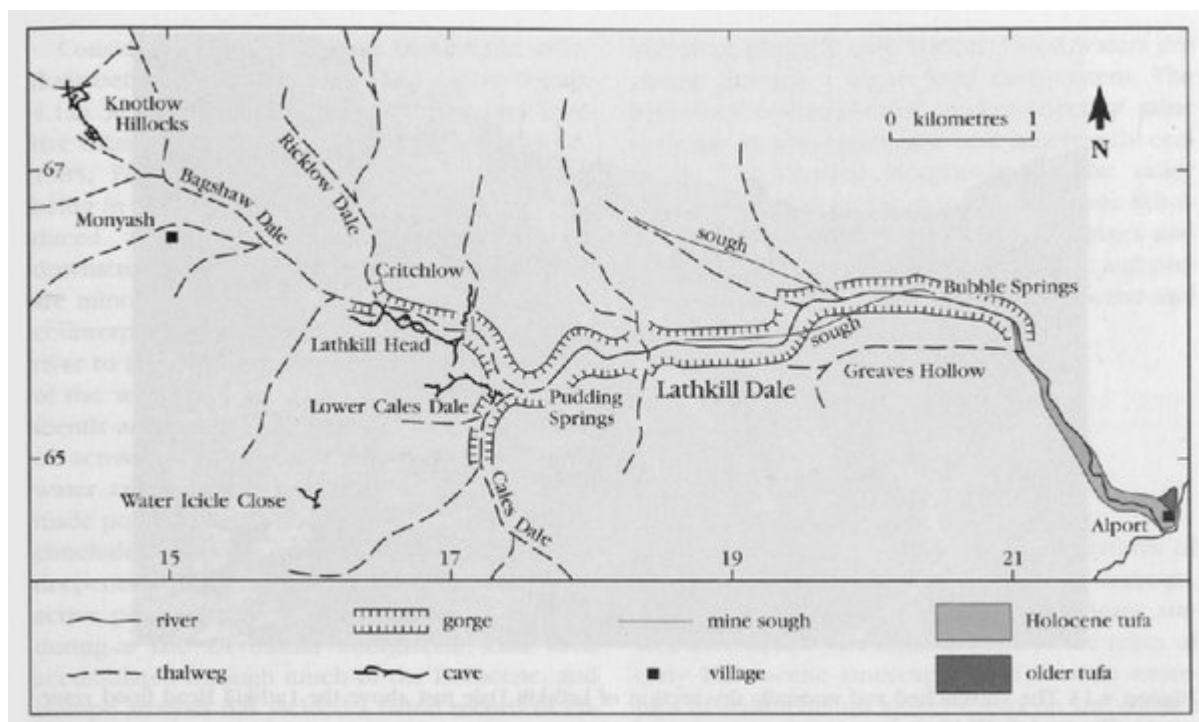 Knotlow
Hillocks
0 kilometres 1
N
67
Ricklow Dale
Bagshaw Dale
Monyash
sough
Critchlow
Bubble Springs
Lathkill Head
sough
Greaves Hollow
Lathkill Dale
Pudding
Springs
Lower Cales Dale
65
Water Icicle Close
Cales Dale
Alport
15 17 19 21
river gorge mine sough Holocene tufa
thalweg cave village older tufa